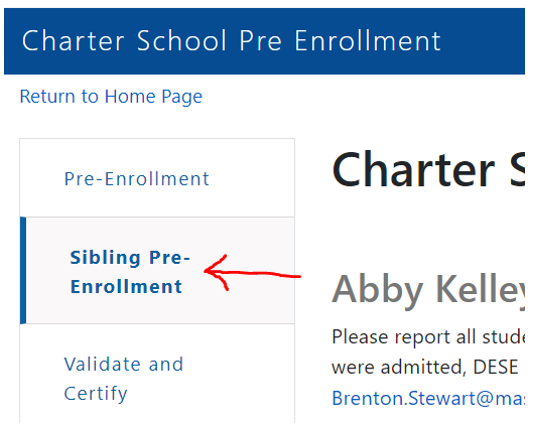 Charter School Pre Enrollment
Return to Home Page
Pre-Enrollment
Sibling Pre-
Enrollment
Validate and
Certify
Charter S
Abby Kelley
Please report all stude
were admitted, DESE
Brenton.Stewart@mas